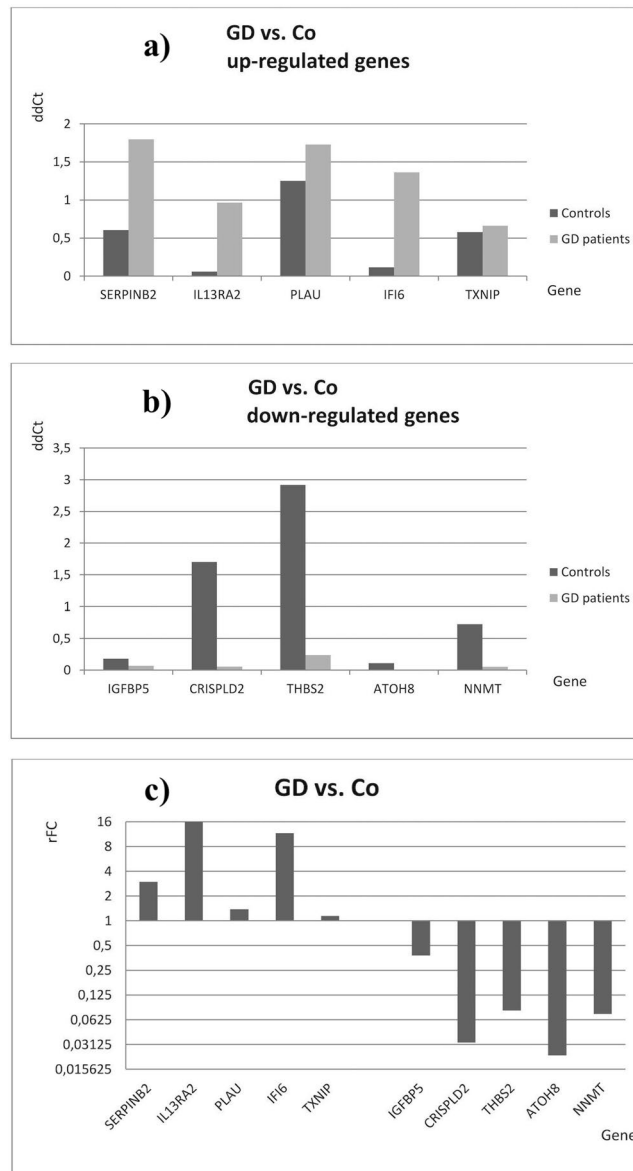 a)
GD vs. Co
up-regulated genes
ddCt
2
1,5
1
0,5
0
SERPINB2 IL13RA2 PLAU IFI6 TXNIP
Gene
Controls
GD patients
b)
GD vs. Co
down-regulated genes
ddCt
3,5
3
2,5
2
1,5
1
0,5
0
IGFBP5 CRISPLD2 THBS2 ATOH8 NNMT
Gene
Controls
GD patients
c)
GD vs. Co
rFC
16
8
4
2
1
0,5
0,25
0,125
0,0625
0,03125
0,015625
SERPINB2 IL13RA2 PLAU IFI6 TXNIP IGFBP5 CRISPLD2 THBS2 ATOH8 NNMT
Gene